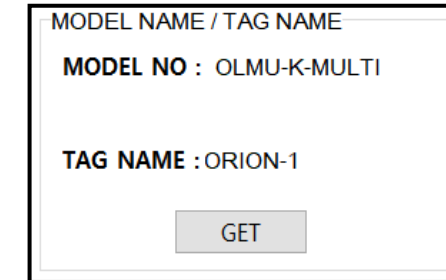 MODEL NAME / TAG NAME
MODEL NO : OLMU-K-MULTI
TAG NAME : ORION-1
GET